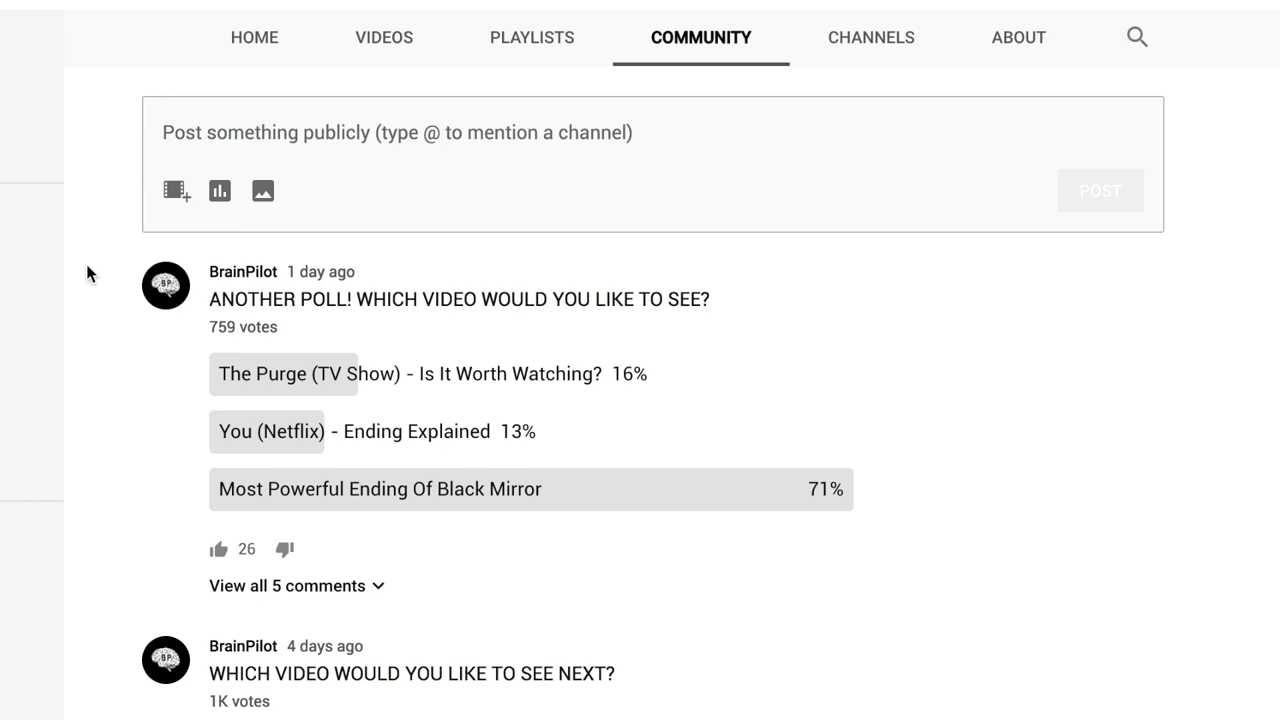 HOME VIDEOS PLAYLISTS COMMUNITY CHANNELS ABOUT
Post something publicly (type @ to mention a channel)
POST
BrainPilot 1 day ago
ANOTHER POLL! WHICH VIDEO WOULD YOU LIKE TO SEE?
759 votes
The Purge (TV Show) - Is It Worth Watching? 16%
You (Netflix) - Ending Explained 13%
Most Powerful Ending Of Black Mirror 71%
26
View all 5 comments
BrainPilot 4 days ago
WHICH VIDEO WOULD YOU LIKE TO SEE NEXT?
1K votes
BP
BP